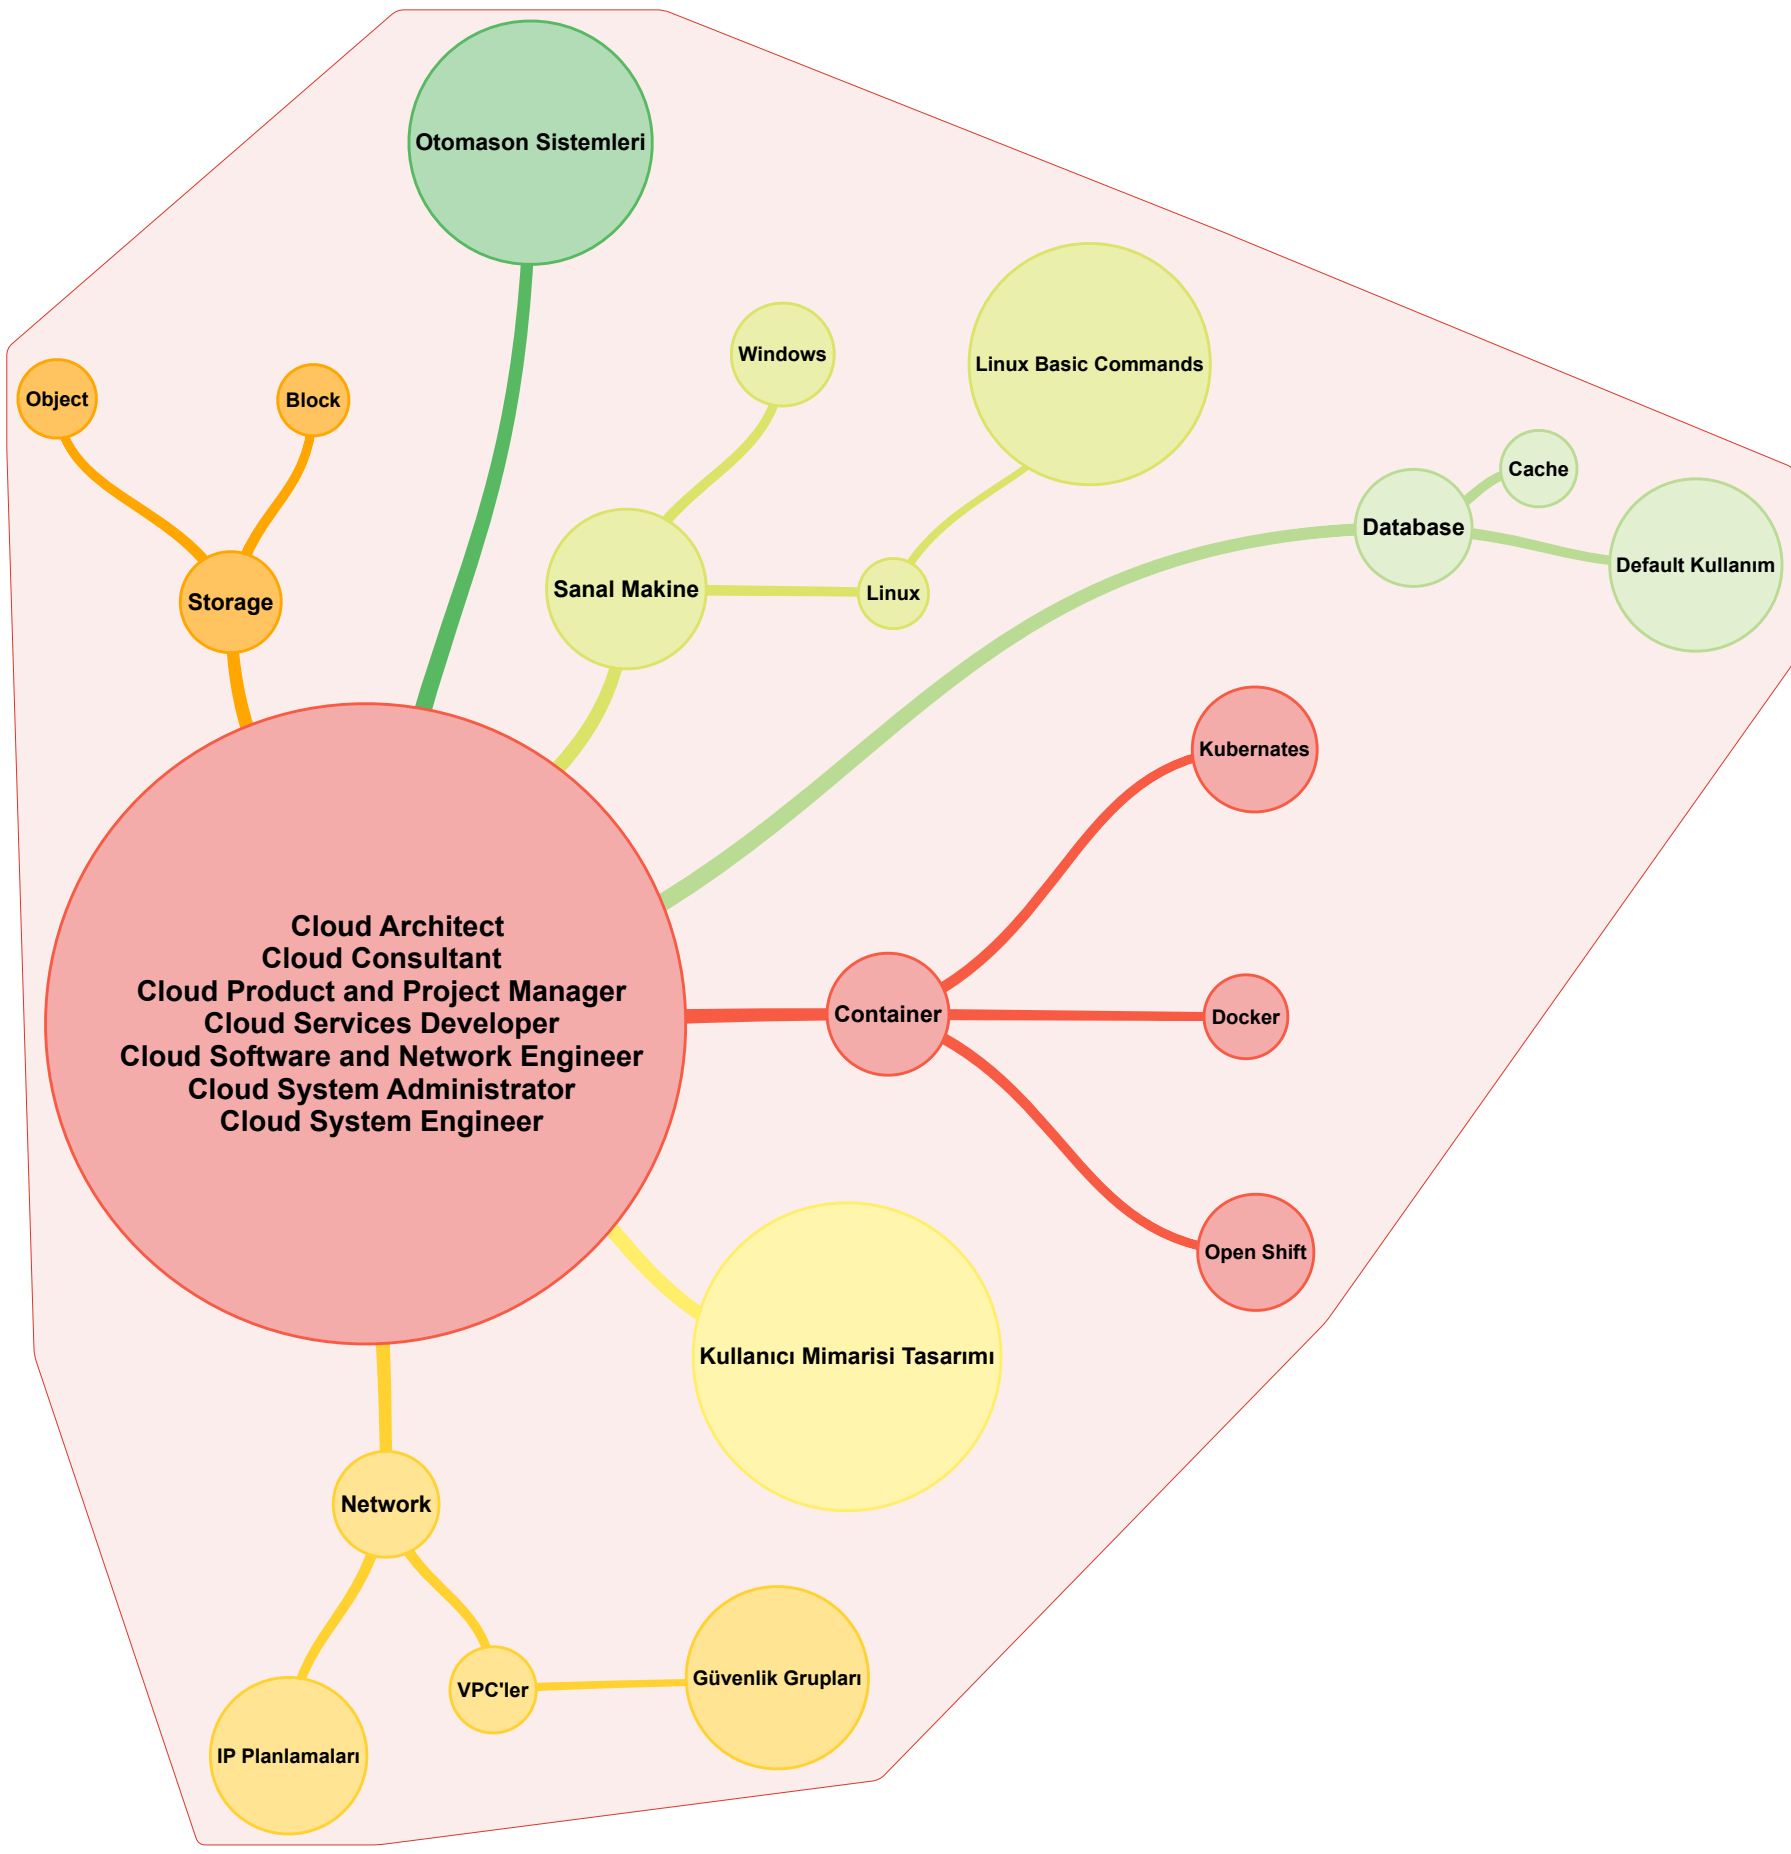 Otomason Sistemleri
Windows
Linux Basic Commands
Object
Block
Cache
Database
Default Kullanım
Sanal Makine
Linux
Storage
Kubernates
Cloud Architect
Cloud Consultant
Cloud Product and Project Manager
Cloud Services Developer
Cloud Software and Network Engineer
Cloud System Administrator
Cloud System Engineer
Container
Docker
Open Shift
Kullanıcı Mimarisi Tasarımı
Network
VPC'ler
Güvenlik Grupları
IP Planlamaları